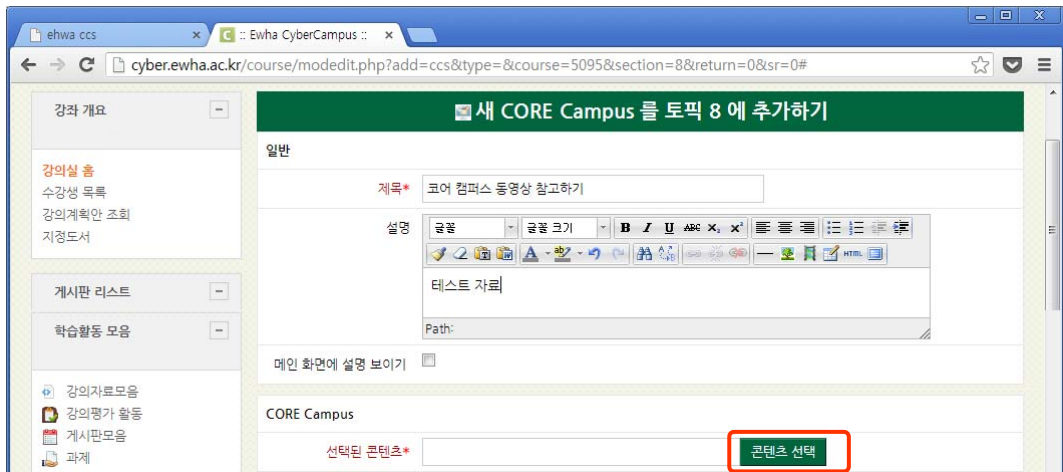 ehwa ccs
:: Ewha CyberCampus ::
cyber.ewha.ac.kr/course/modedit.php?add=ccs&type=&course=5095&section=8&return=0&sr=0#
강좌 개요
강의실 홈
수강생 목록
강의계획안 조회
지정도서
게시판 리스트
학습활동 모음
강의자료모음
강의평가 활동
게시판모음
과제
새 CORE Campus 를 토픽 8 에 추가하기
일반
제목* 코어 캠퍼스 동영상 참고하기
설명 글꼴 글꼴 크기 B I U ABC X₂ X²
A ab HTML
테스트 자료
Path:
메인 화면에 설명 보이기
CORE Campus
선택된 콘텐츠* 콘텐츠 선택